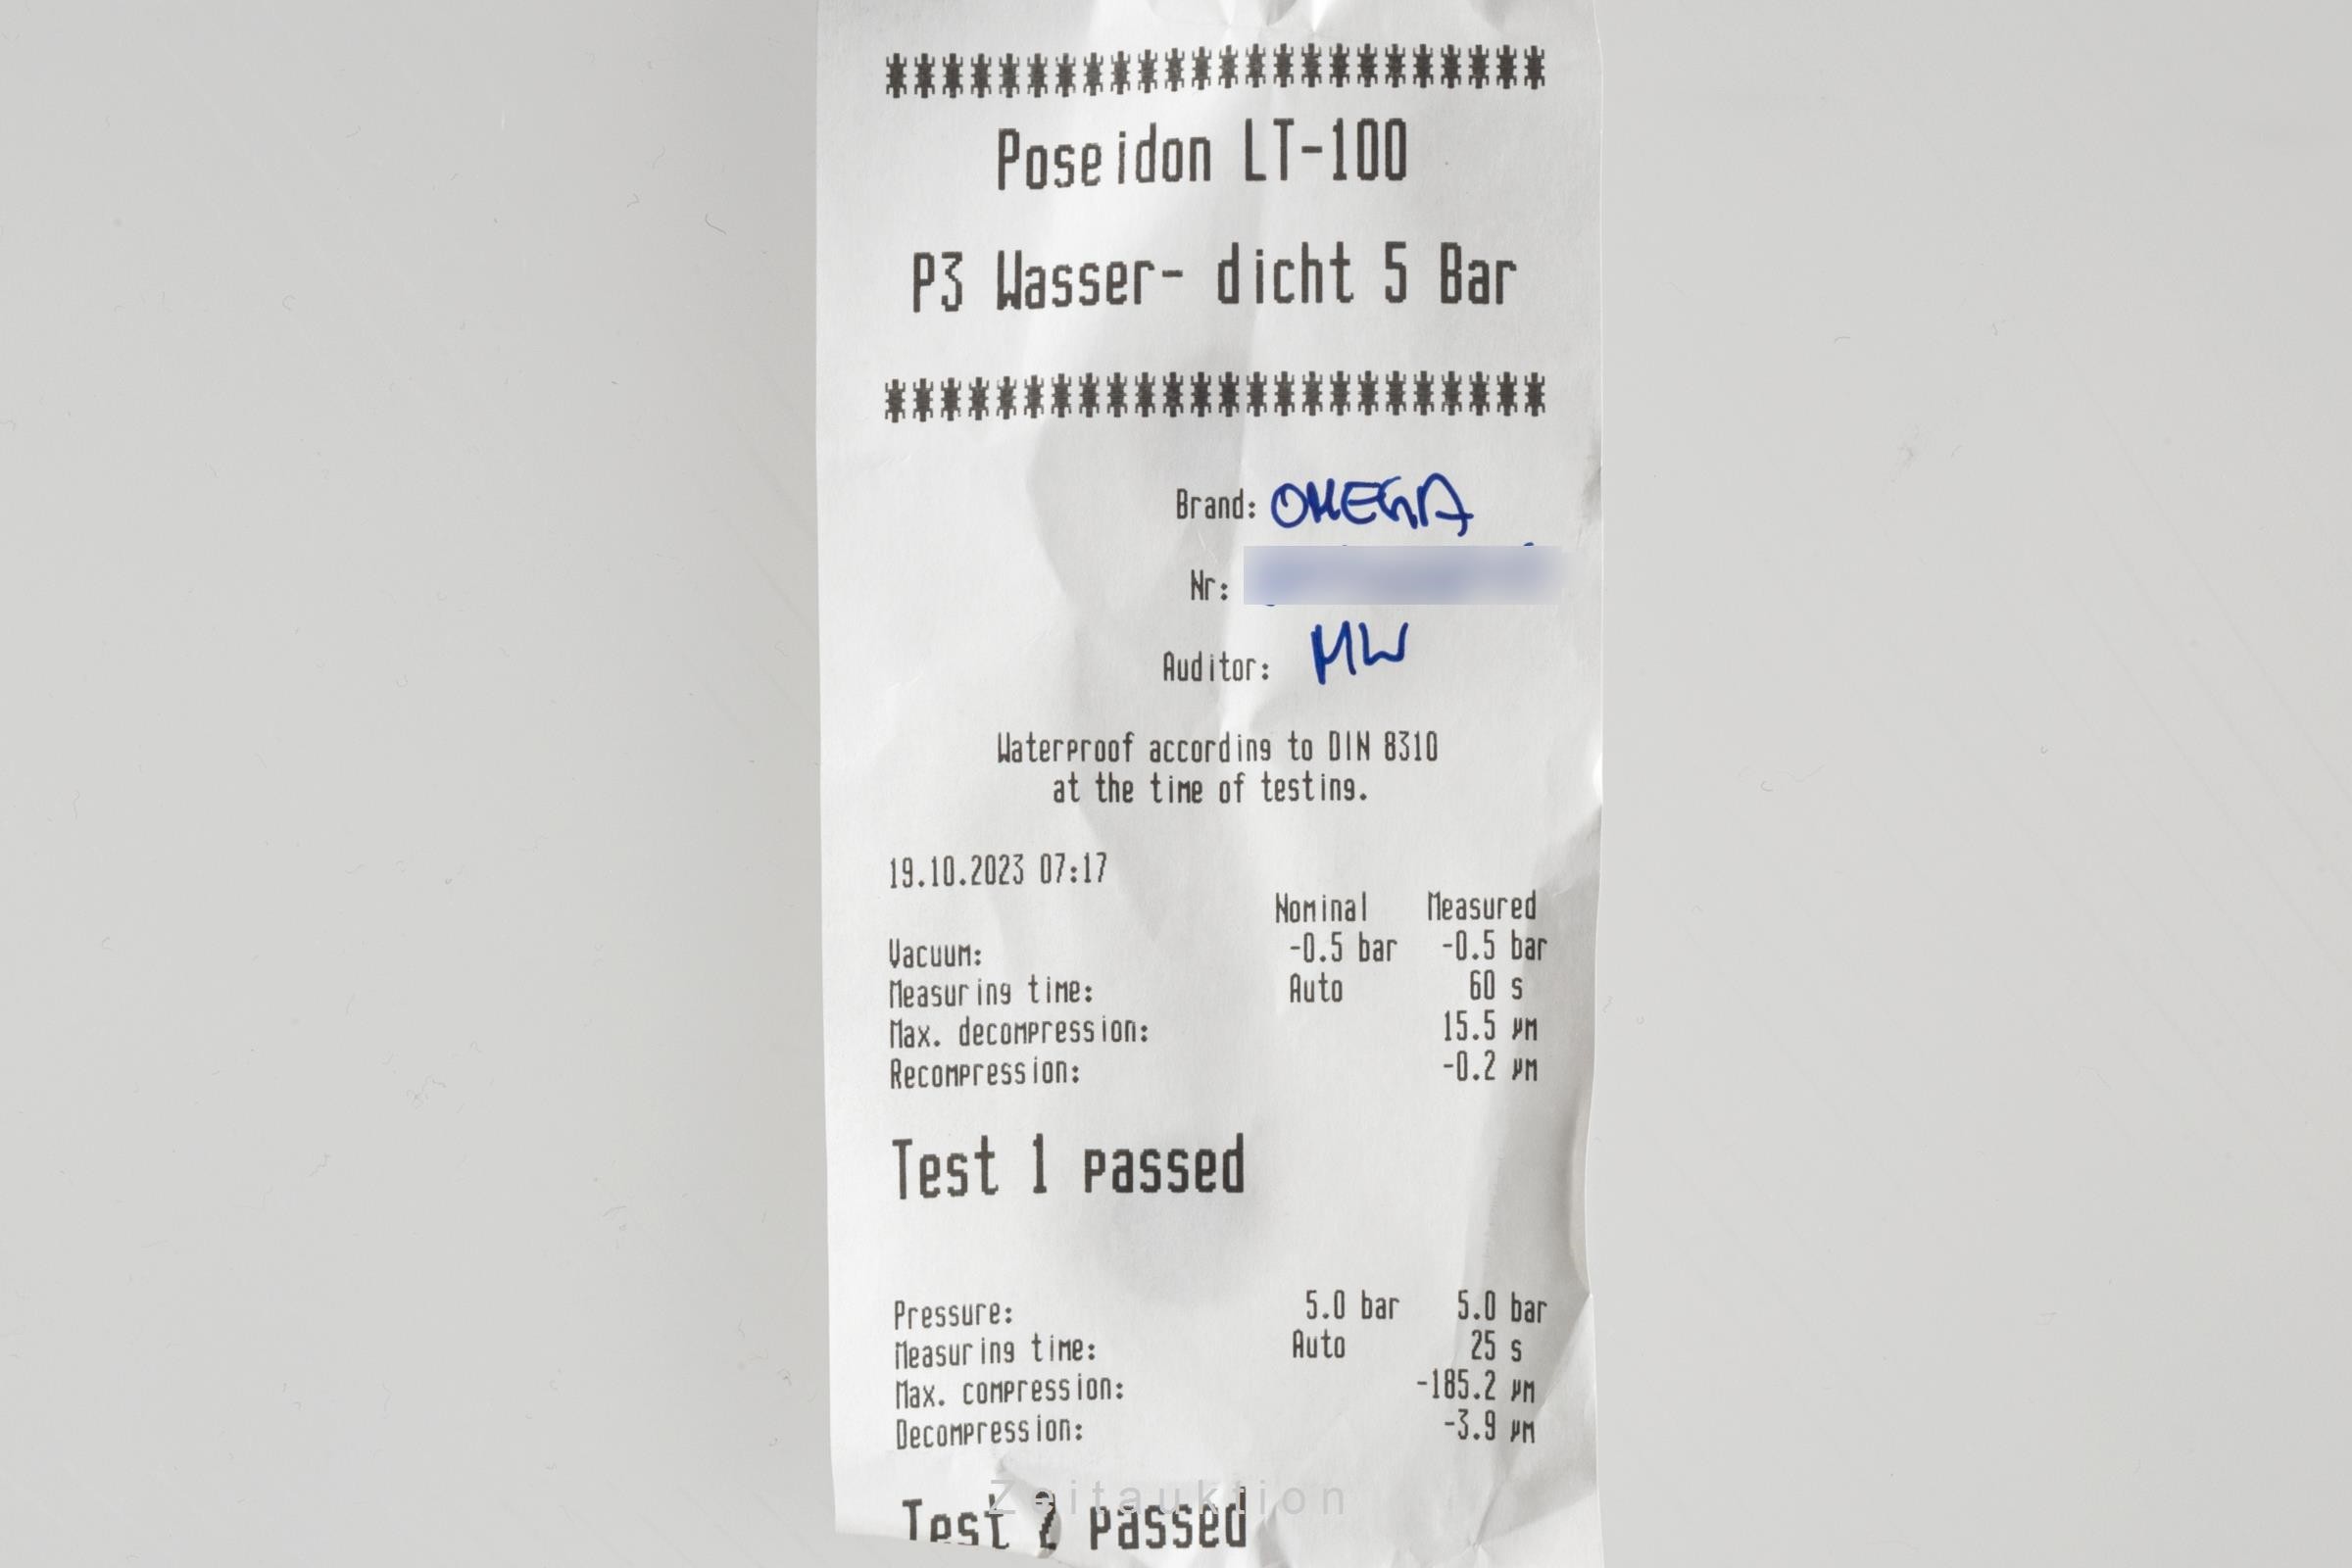 ************************
Poseidon LT-100
P3 Wasser- dicht 5 Bar
************************
Brand: OMEGA
Nr:
Auditor: MW
Waterproof according to DIN 8310
at the time of testing.
19.10.2023 07:17
Nominal Measured
Vacuum: -0.5 bar -0.5 bar
Measuring time: Auto 60 s
Max. decompression: 15.5 µm
Recompression: -0.2 µm
Test 1 passed
Pressure: 5.0 bar 5.0 bar
Measuring time: Auto 25 s
Max. compression: -185.2 µm
Decompression: -3.9 µm
Zeitauktion
Test 2 passed